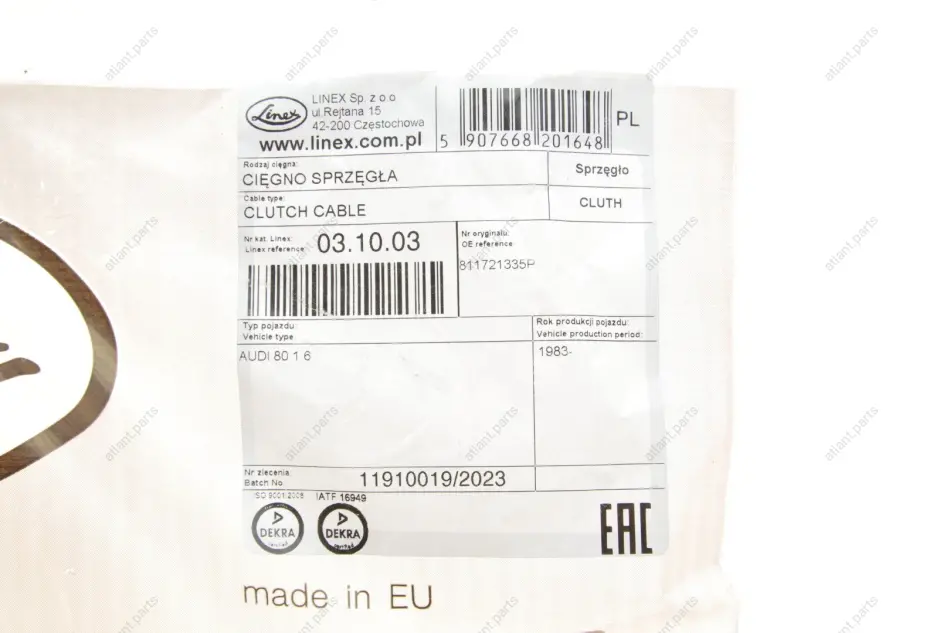 Linex
LINEX Sp. z o.o
ul.Rejtana 15
42-200 Częstochowa
www.linex.com.pl
5 907668 201648
PL
Rodzaj cięgna:
CIĘGNO SPRZĘGŁA
Sprzęgło
Cable type:
CLUTCH CABLE
CLUTH
Nr kat. Linex:
Linex reference:
03.10.03
Nr oryginału:
OE reference:
811721335P
Typ pojazdu:
Vehicle type
Rok produkcji pojazdu:
Vehicle production period:
AUDI 80 1 6
1983-
Nr zlecenia
Batch No
11910019/2023
ISO 9001:2008
IATF 16949
DEKRA
DEKRA
EAC
made in EU
atlant.parts